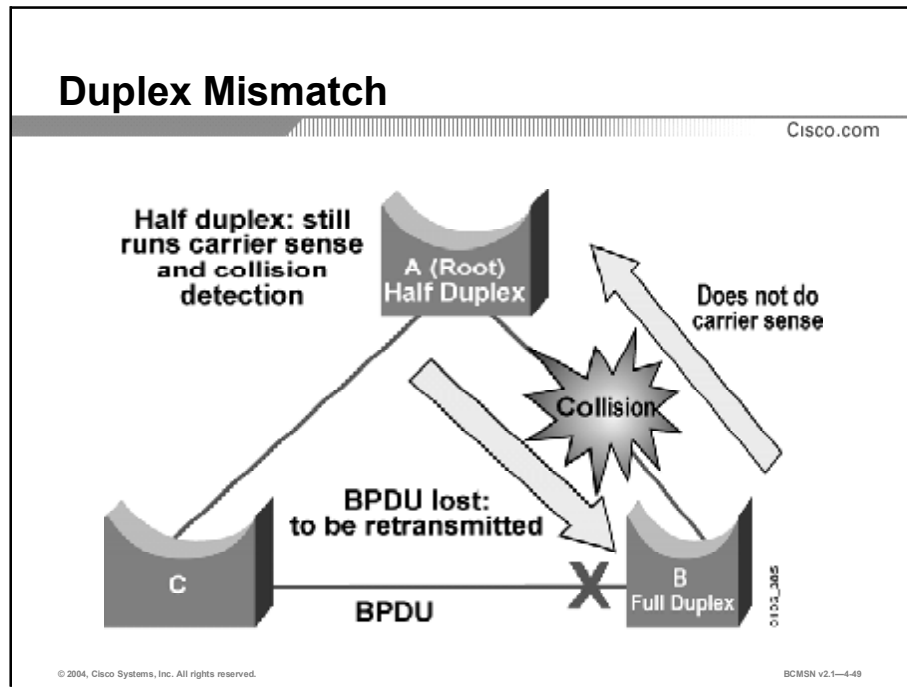 Duplex Mismatch
Cisco.com
Half duplex: still
runs carrier sense
and collision
detection
A (Root)
Half Duplex
Does not do
carrier sense
Collision
BPDU lost:
to be retransmitted
C
BPDU
X
B
Full Duplex
© 2004, Cisco Systems, Inc. All rights reserved.
BCMSN v2.1—4-49